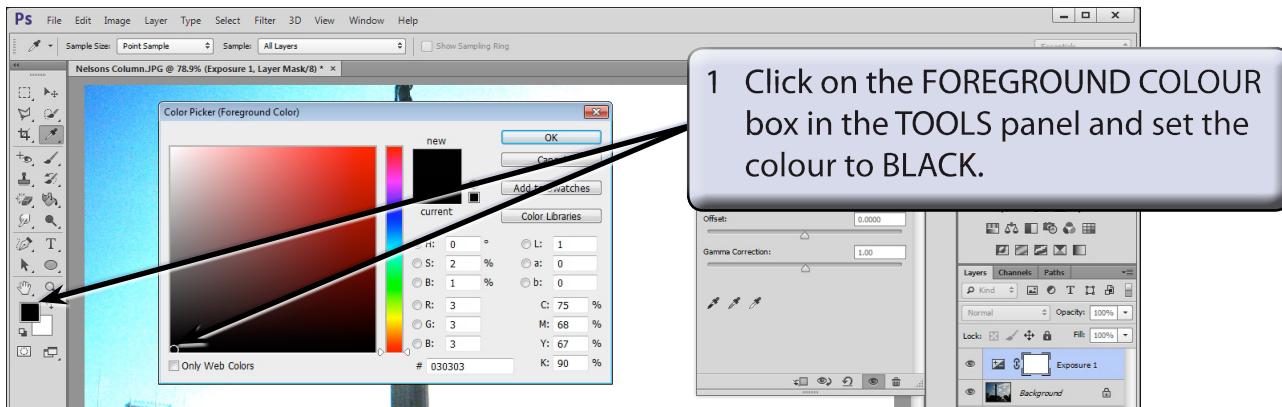 Ps File Edit Image Layer Type Select Filter 3D View Window Help
Sample Size: Point Sample Sample: All Layers Show Sampling Ring Essentials
Nelsons Column.JPG @ 78.9% (Exposure 1, Layer Mask/8) * ×
1 Click on the FOREGROUND COLOUR
box in the TOOLS panel and set the
colour to BLACK.
Color Picker (Foreground Color)
new
current
OK
Add to Swatches
Color Libraries
H: 0 °
S: 2 %
B: 1 %
R: 3
G: 3
B: 3
# 030303
L: 1
a: 0
b: 0
C: 75 %
M: 68 %
Y: 67 %
K: 90 %
Only Web Colors
Offset: 0.0000
Gamma Correction: 1.00
Layers Channels Paths
Kind
Normal Opacity: 100%
Lock: Fill: 100%
Exposure 1
Background